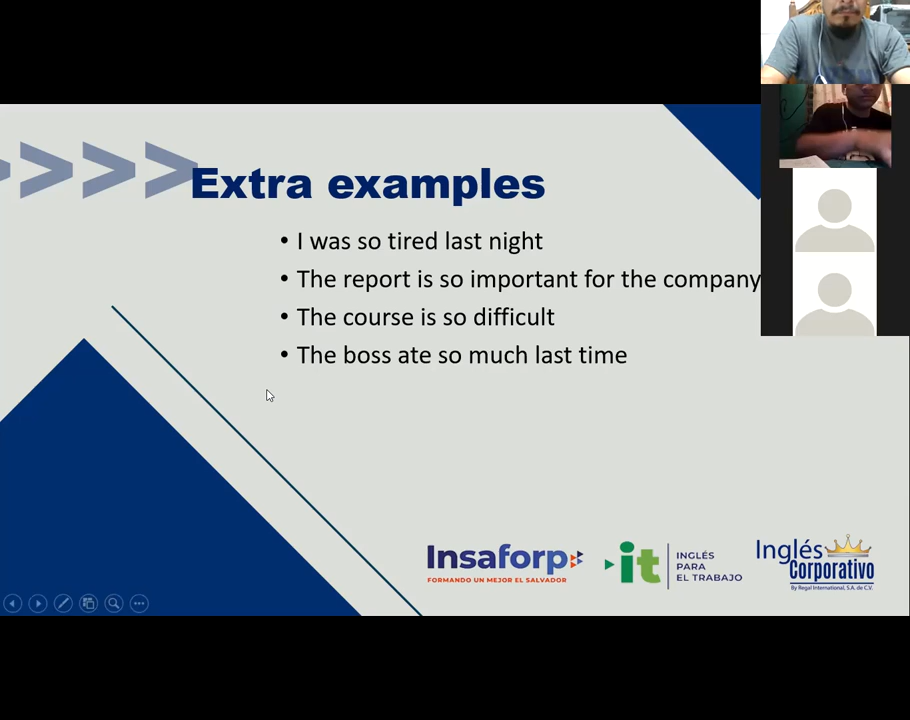 Extra examples
• I was so tired last night
• The report is so important for the company
• The course is so difficult
• The boss ate so much last time
Insaforp
FORMANDO UN MEJOR EL SALVADOR
it
INGLÉS
PARA
EL TRABAJO
Inglés
Corporativo
By Regal International, S.A. de C.V.